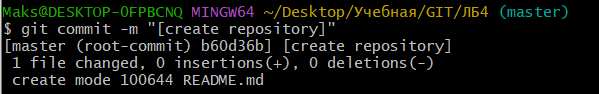 Maks@DESKTOP-0FPBCNQ MINGW64 ~/Desktop/Учебная/GIT/ЛБ4 (master)
$ git commit -m "[create repository]"
[master (root-commit) b60d36b] [create repository]
 1 file changed, 0 insertions(+), 0 deletions(-)
 create mode 100644 README.md